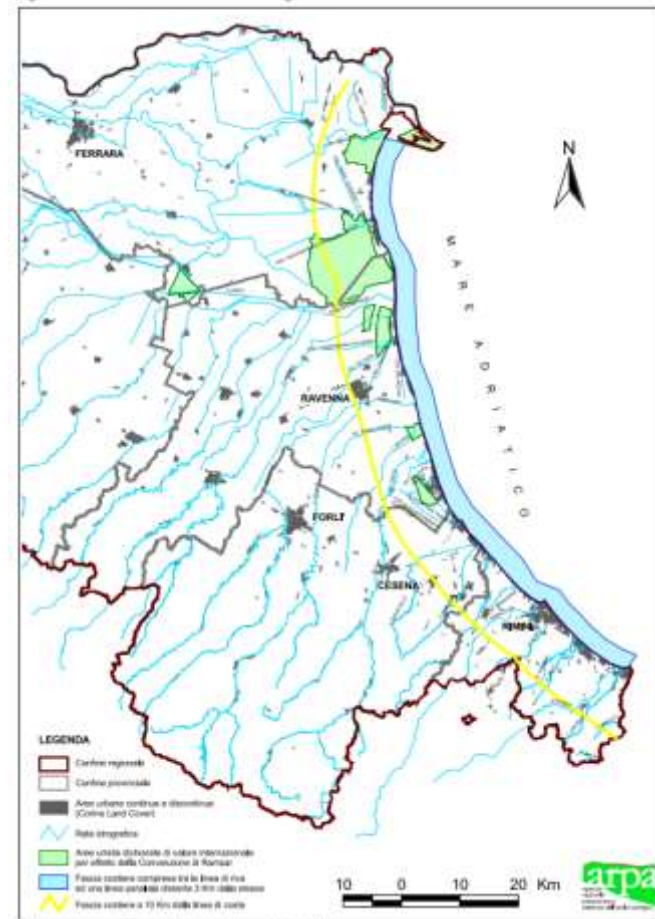 N
FERRARA
MARE ADRIATICO
RAVENNA
FORLI'
CESENA
RIMINI
LEGENDA
Confine regionale
Confine provinciale
Aree urbane continue e discontinue
(Corine Land Cover)
Rete idrografica
Aree umide dichiarate di valore internazionale
per effetto della Convenzione di Ramsar
Fascia costiera compresa tra la linea di riva
ed una linea parallela distante 3 Km dalla stessa
Fascia costiera a 10 Km dalla linea di costa
10 0 10 20 Km
arpa